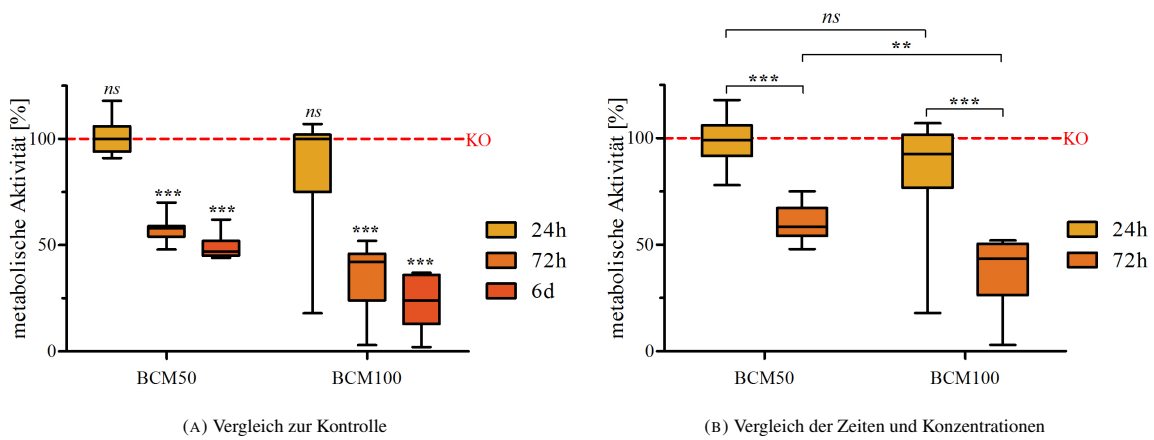 metabolische Aktivität [%]
100
50
0
ns
***
***
ns
***
***
KO
24h
72h
6d
BCM50
BCM100
(A) Vergleich zur Kontrolle
metabolische Aktivität [%]
100
50
0
ns
**
***
***
KO
24h
72h
BCM50
BCM100
(B) Vergleich der Zeiten und Konzentrationen